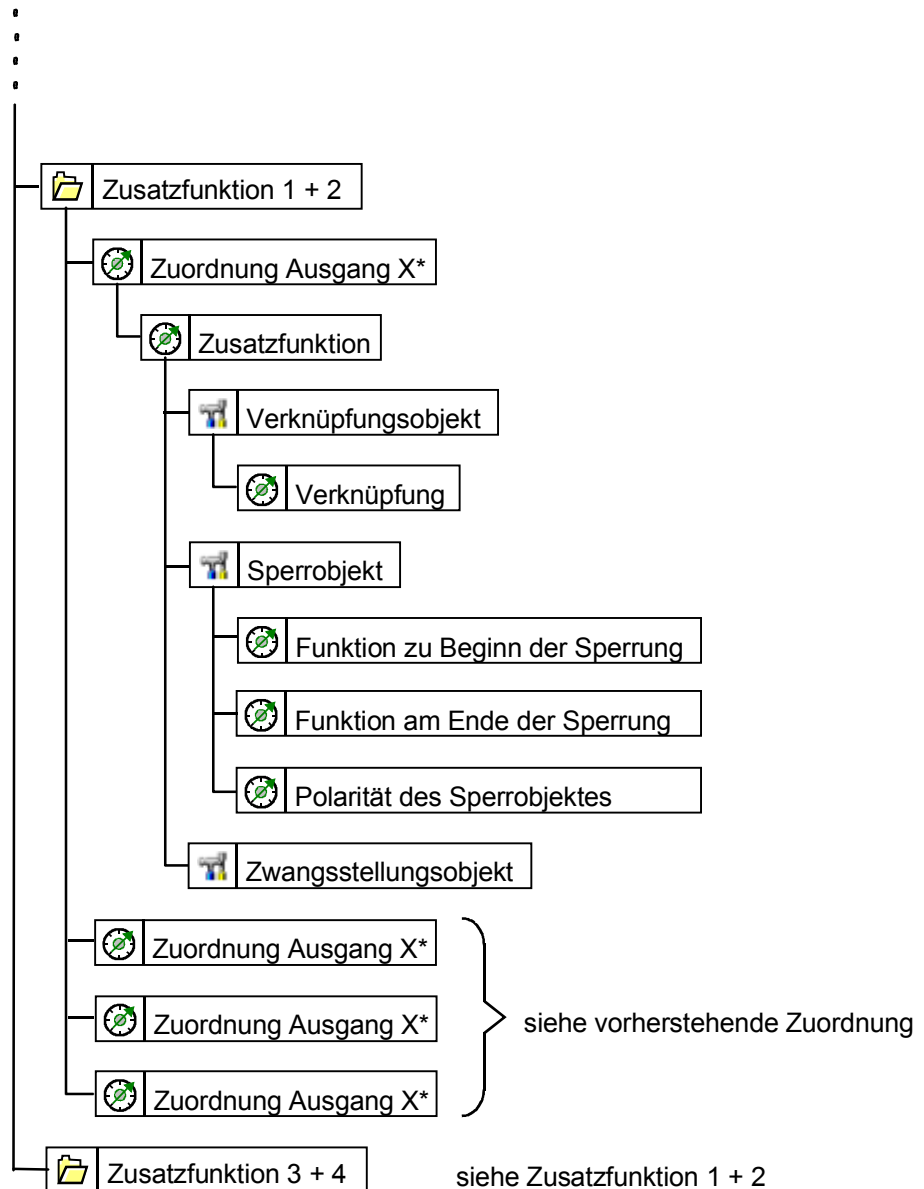 Zusatzfunktion 1 + 2
Zuordnung Ausgang X*
Zusatzfunktion
Verknüpfungsobjekt
Verknüpfung
Sperrobjekt
Funktion zu Beginn der Sperrung
Funktion am Ende der Sperrung
Polarität des Sperrobjektes
Zwangsstellungsobjekt
Zuordnung Ausgang X*
Zuordnung Ausgang X*
siehe vorherstehende Zuordnung
Zuordnung Ausgang X*
Zusatzfunktion 3 + 4 siehe Zusatzfunktion 1 + 2